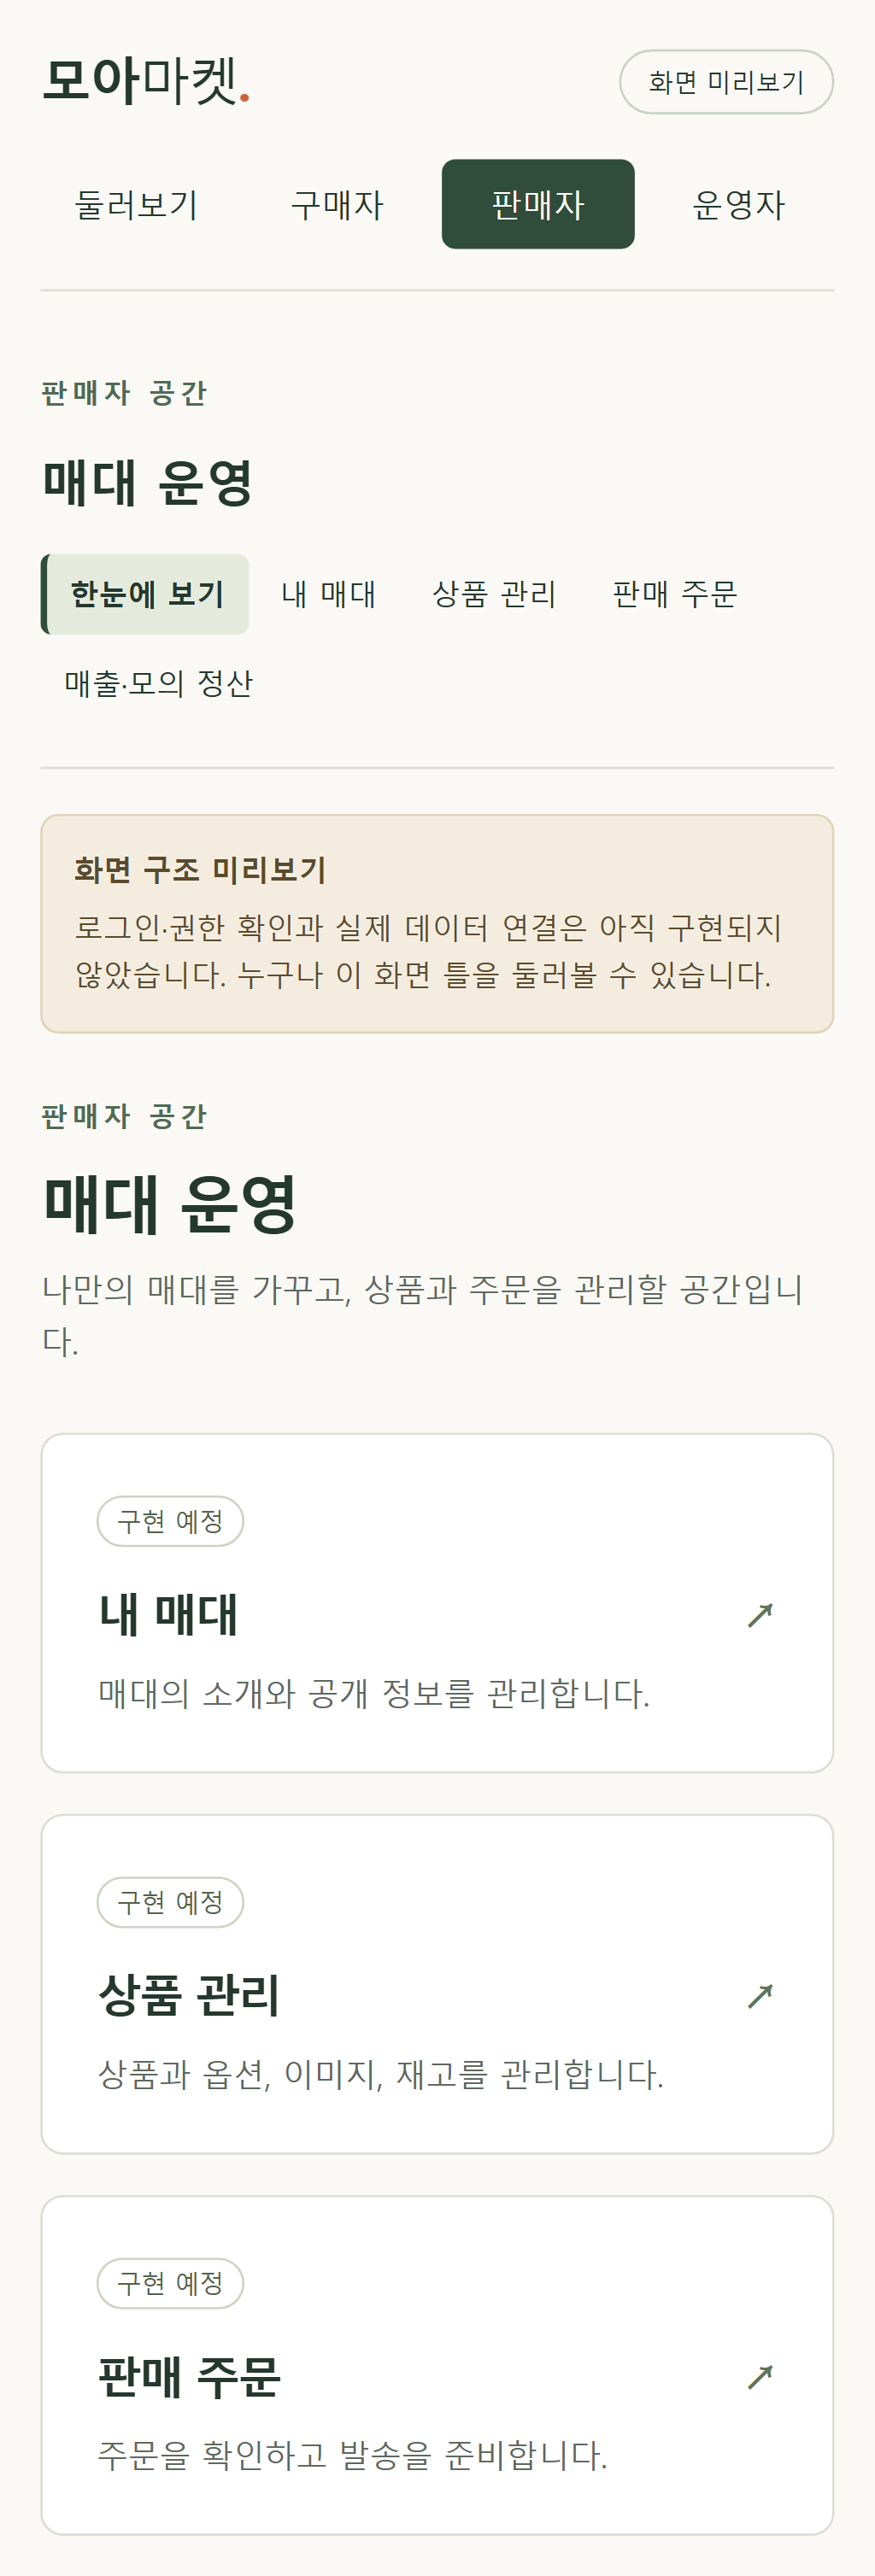 모아마켓.
화면 미리보기
둘러보기 구매자 판매자 운영자
판매자 공간
매대 운영
한눈에 보기 내 매대 상품 관리 판매 주문
매출·모의 정산
화면 구조 미리보기
로그인·권한 확인과 실제 데이터 연결은 아직 구현되지
않았습니다. 누구나 이 화면 틀을 둘러볼 수 있습니다.
판매자 공간
매대 운영
나만의 매대를 가꾸고, 상품과 주문을 관리할 공간입니
다.
구현 예정
내 매대 ↗
매대의 소개와 공개 정보를 관리합니다.
구현 예정
상품 관리 ↗
상품과 옵션, 이미지, 재고를 관리합니다.
구현 예정
판매 주문 ↗
주문을 확인하고 발송을 준비합니다.